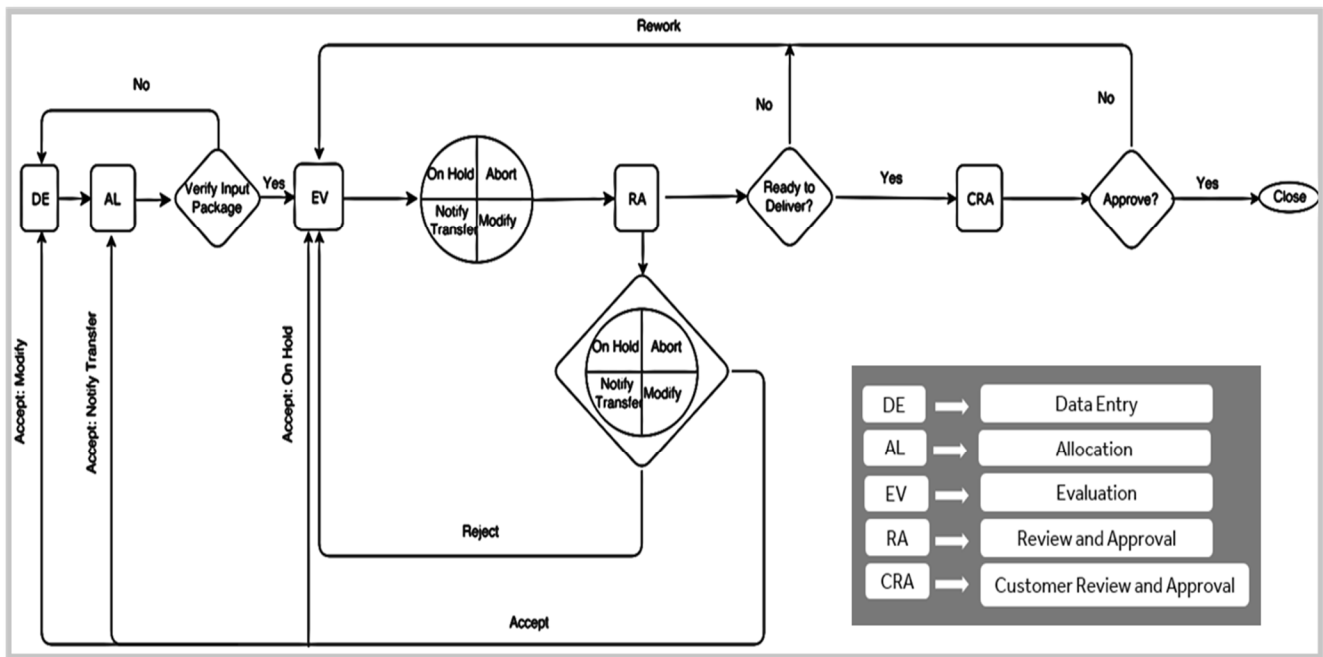 Rework
No
No
No
DE
AL
Verify Input
Package
Yes
EV
On Hold
Abort
Notify
Transfer
Modify
RA
Ready to
Deliver?
Yes
CRA
Approve?
Yes
Close
On Hold
Abort
Notify
Transfer
Modify
Accept: Modify
Accept: Notify Transfer
Accept: On Hold
Reject
Accept
DE
Data Entry
AL
Allocation
EV
Evaluation
RA
Review and Approval
CRA
Customer Review and Approval